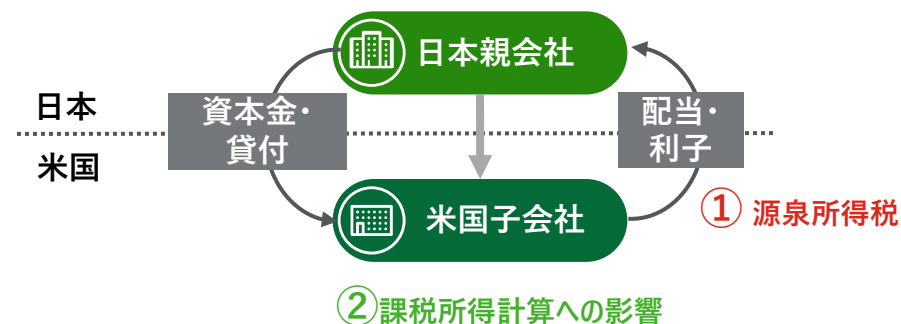 日本親会社
日本
資本金・
貸付
配当・
利子
米国
米国子会社
① 源泉所得税
②課税所得計算への影響